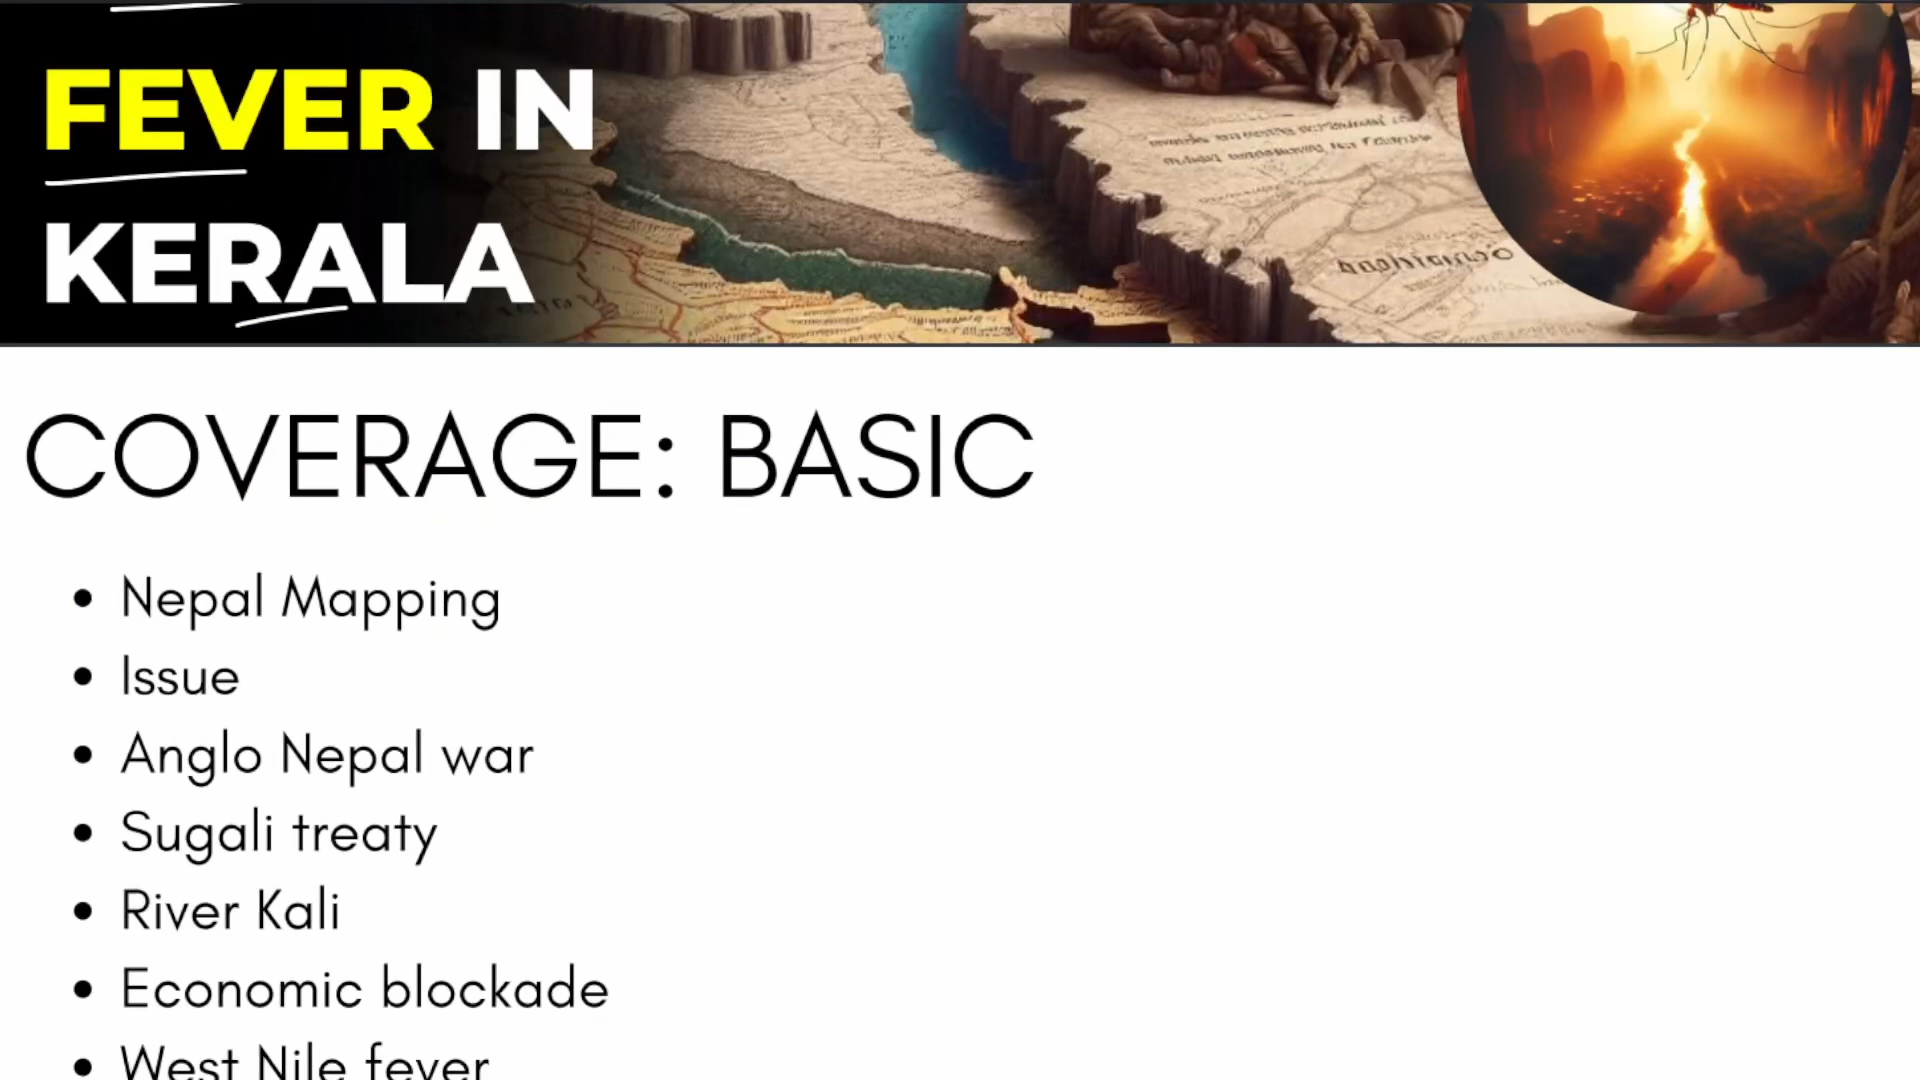 FEVER IN
KERALA
COVERAGE: BASIC
• Nepal Mapping
• Issue
• Anglo Nepal war
• Sugali treaty
• River Kali
• Economic blockade
• West Nile fever